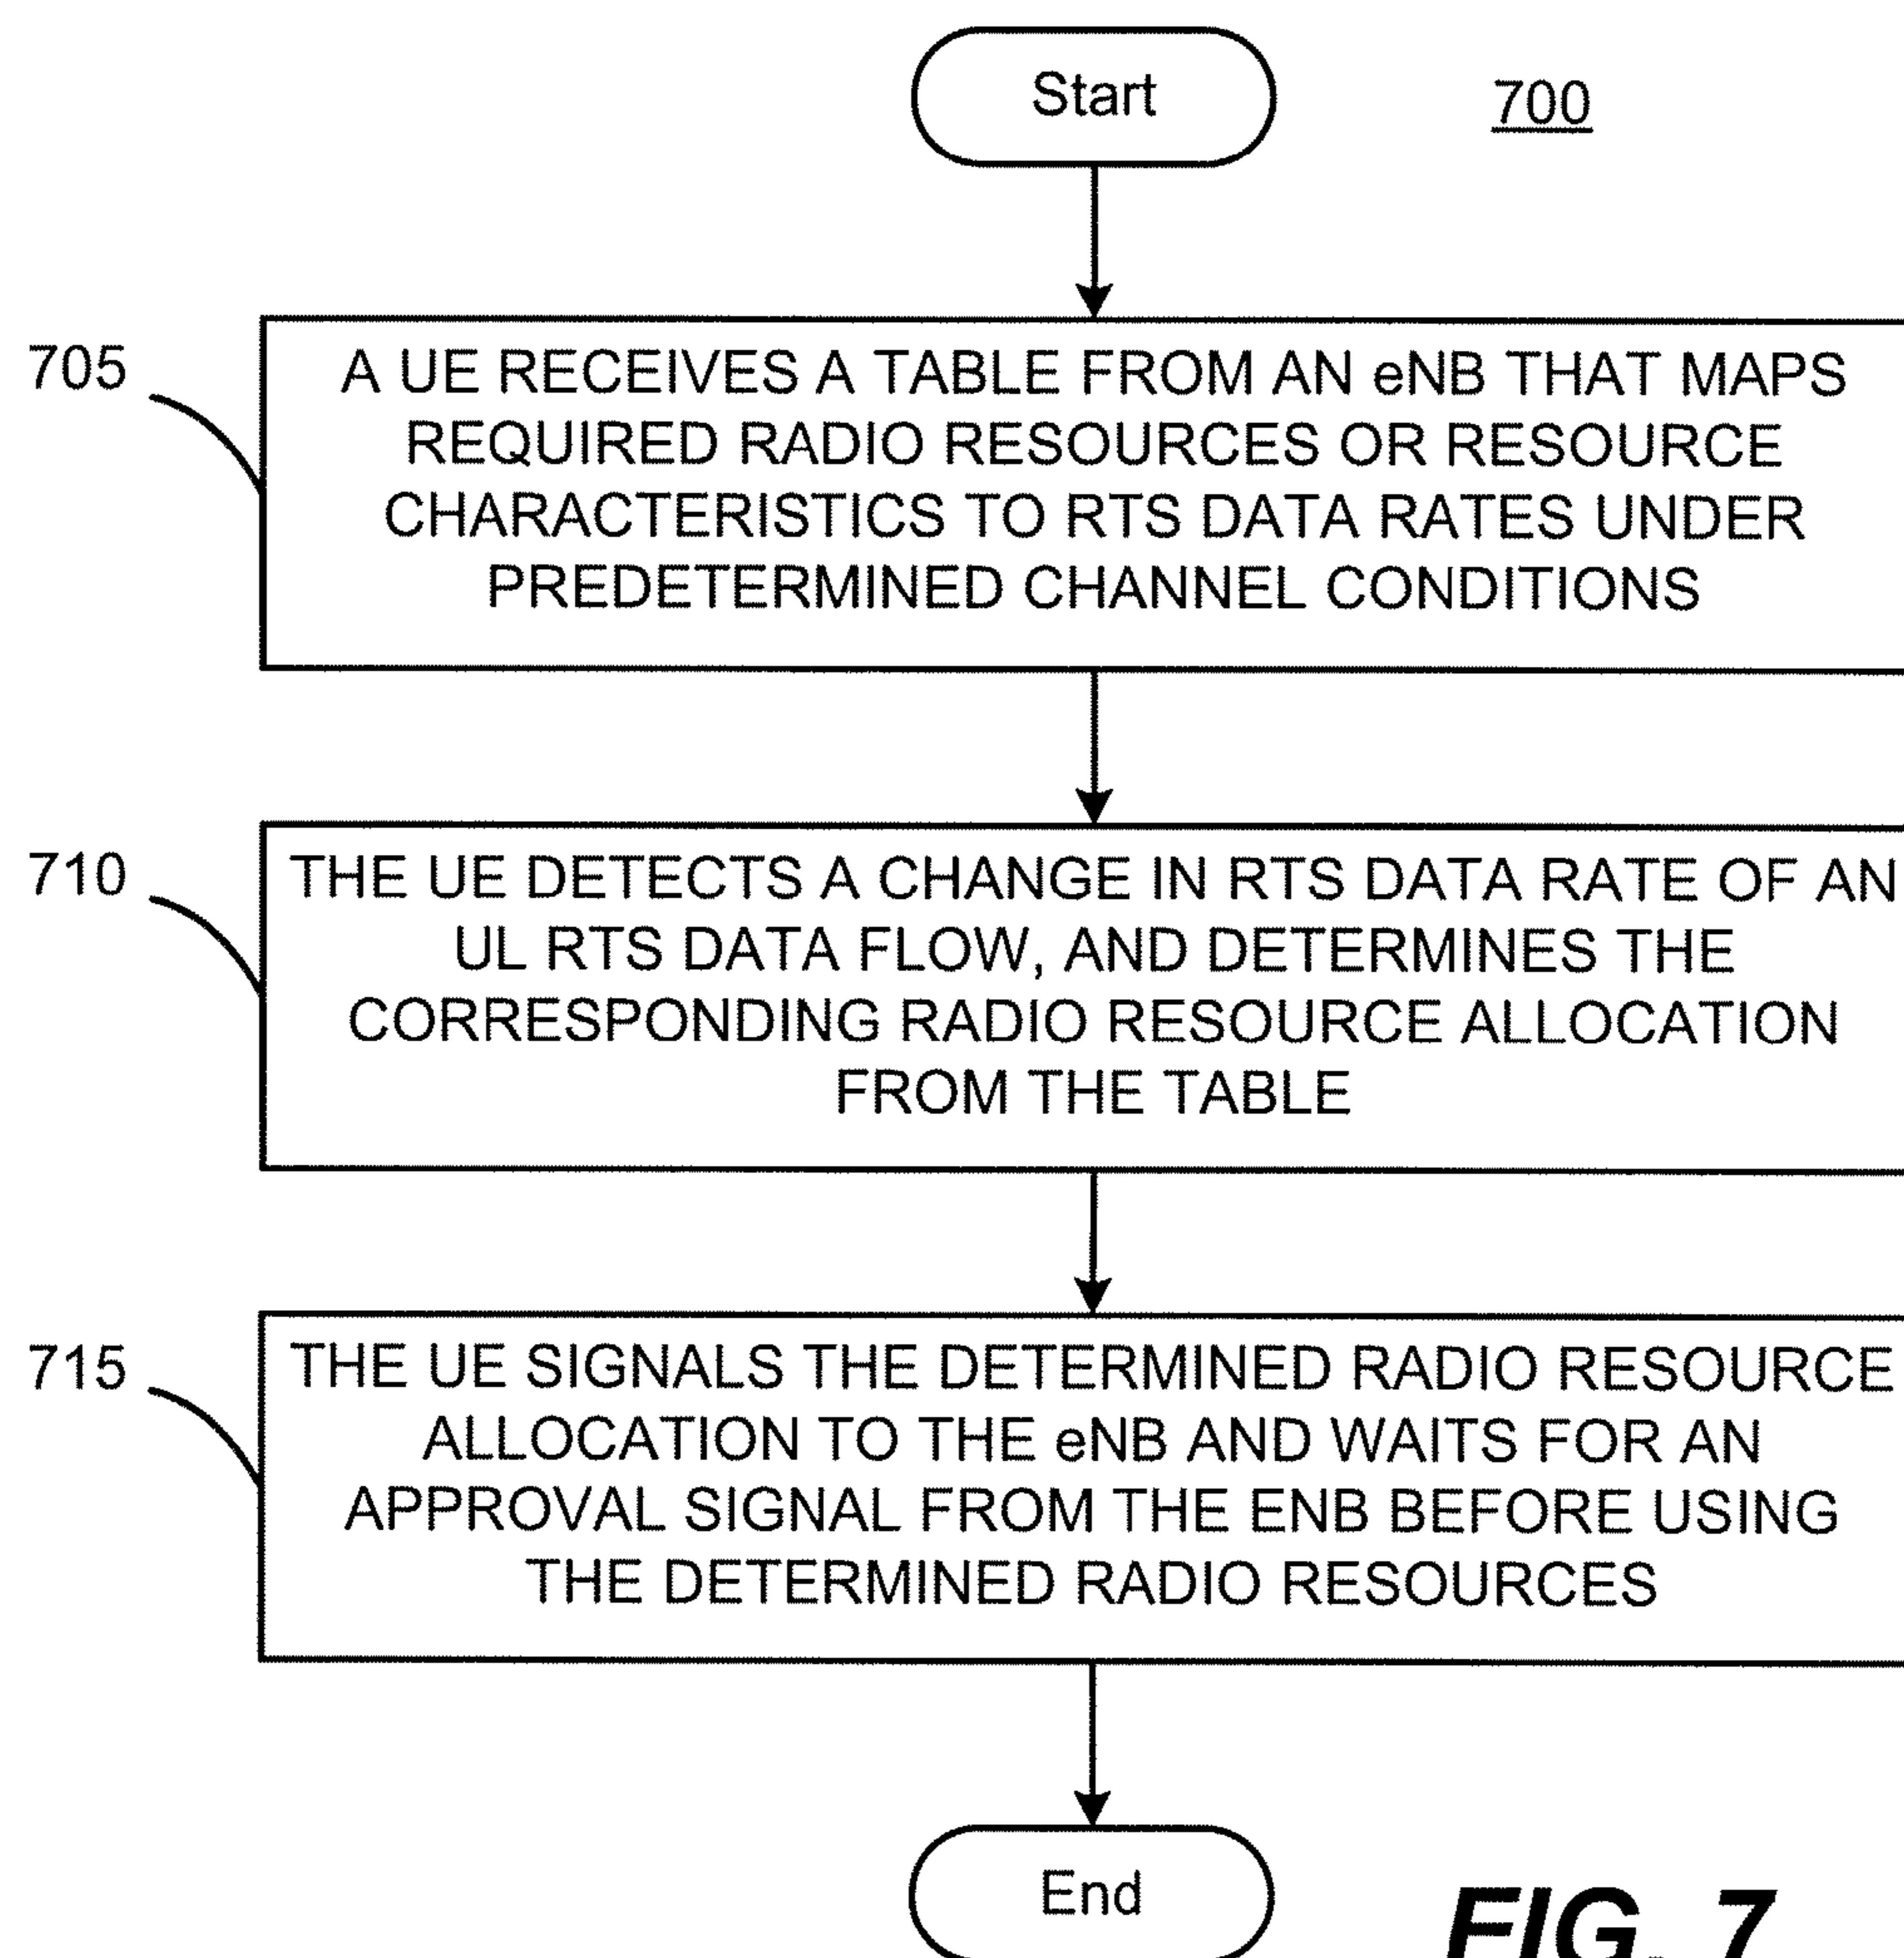 Start
700
705
A UE RECEIVES A TABLE FROM AN eNB THAT MAPS
REQUIRED RADIO RESOURCES OR RESOURCE
CHARACTERISTICS TO RTS DATA RATES UNDER
PREDETERMINED CHANNEL CONDITIONS
710
THE UE DETECTS A CHANGE IN RTS DATA RATE OF AN
UL RTS DATA FLOW, AND DETERMINES THE
CORRESPONDING RADIO RESOURCE ALLOCATION
FROM THE TABLE
715
THE UE SIGNALS THE DETERMINED RADIO RESOURCE
ALLOCATION TO THE eNB AND WAITS FOR AN
APPROVAL SIGNAL FROM THE ENB BEFORE USING
THE DETERMINED RADIO RESOURCES
End
FIG. 7